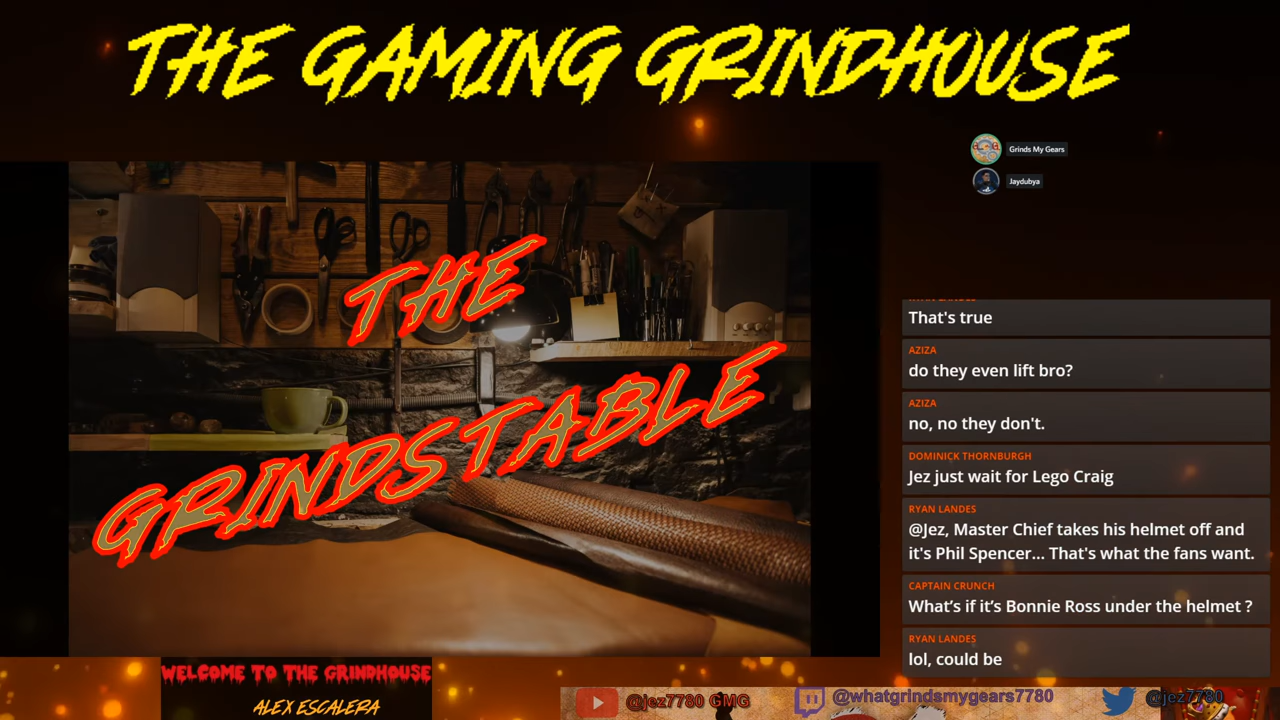 THE GAMING GRINDHOUSE
Grinds My Gears
Jaydubya
THE
GRINDSTABLE
That's true
AZIZA
do they even lift bro?
AZIZA
no, no they don't.
DOMINICK THORNBURGH
Jez just wait for Lego Craig
RYAN LANDES
@Jez, Master Chief takes his helmet off and
it's Phil Spencer... That's what the fans want.
CAPTAIN CRUNCH
What's if it's Bonnie Ross under the helmet ?
RYAN LANDES
lol, could be
WELCOME TO THE GRINDHOUSE
ALEX ESCALERA
@jez7780 GMG
@whatgrindsmygears7780
@jez7780